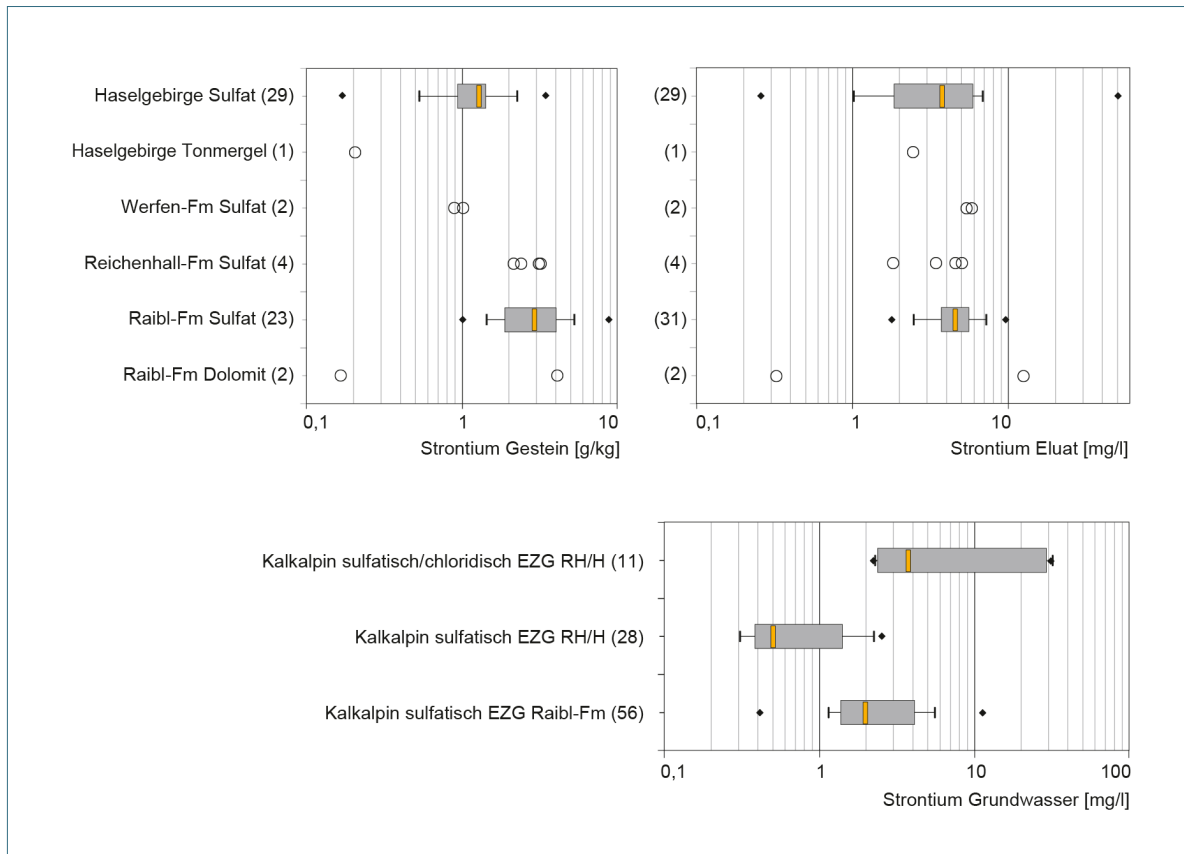 Haselgebirge Sulfat (29)
Haselgebirge Tonmergel (1)
Werfen-Fm Sulfat (2)
Reichenhall-Fm Sulfat (4)
Raibl-Fm Sulfat (23)
Raibl-Fm Dolomit (2)
0,1 1 10
Strontium Gestein [g/kg]
(29)
(1)
(2)
(4)
(31)
(2)
0,1 1 10
Strontium Eluat [mg/l]
Kalkalpin sulfatisch/chloridisch EZG RH/H (11)
Kalkalpin sulfatisch EZG RH/H (28)
Kalkalpin sulfatisch EZG Raibl-Fm (56)
0,1 1 10 100
Strontium Grundwasser [mg/l]